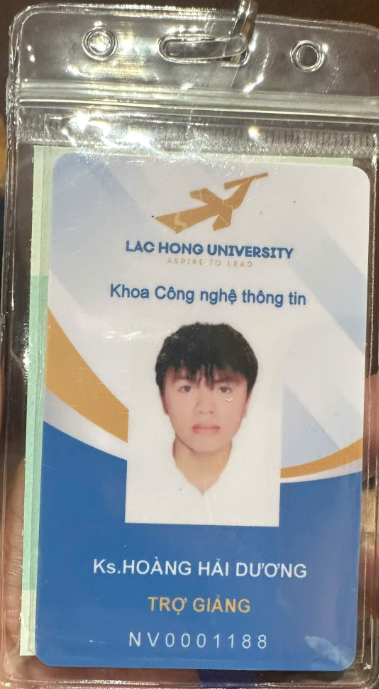 LAC HONG UNIVERSITY
ASPIRE TO LEAD
Khoa Công nghệ thông tin
Ks.HOÀNG HẢI DƯƠNG
TRỢ GIẢNG
NV0001188